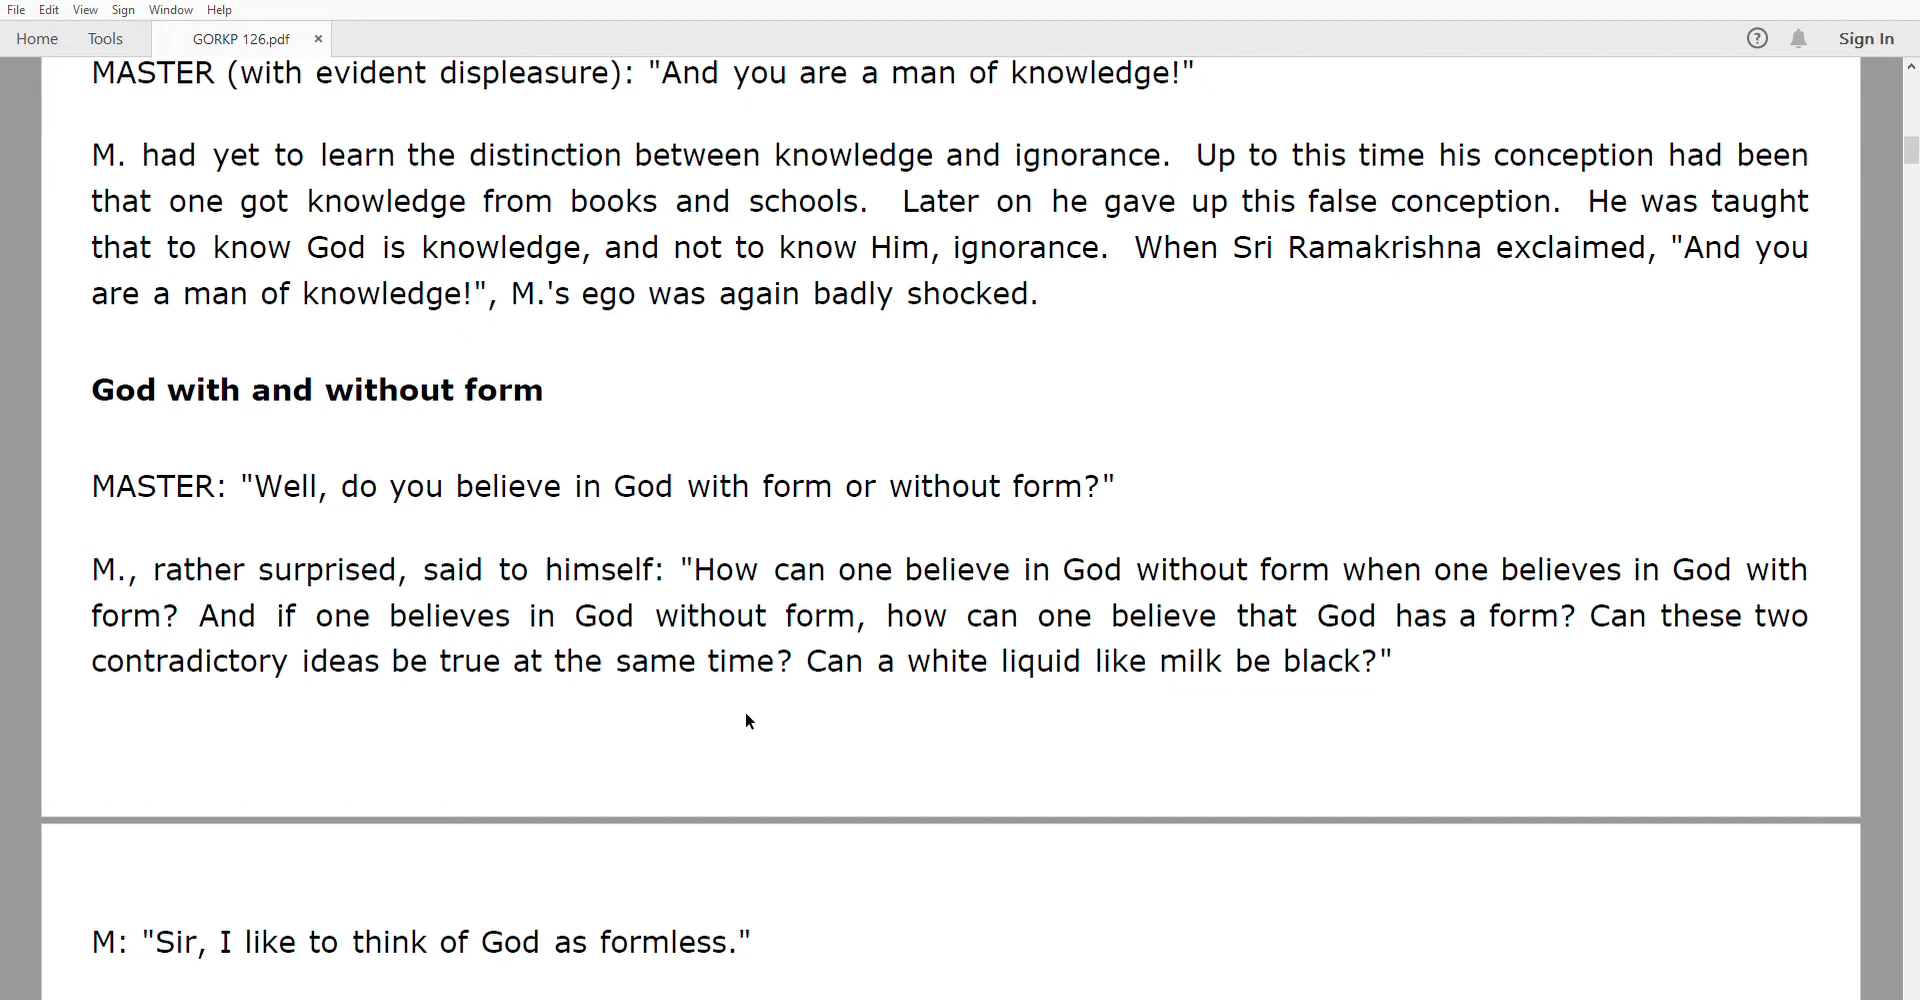 File Edit View Sign Window Help
Home Tools GORKP 126.pdf × ? Sign In
MASTER (with evident displeasure): "And you are a man of knowledge!"
M. had yet to learn the distinction between knowledge and ignorance. Up to this time his conception had been
that one got knowledge from books and schools. Later on he gave up this false conception. He was taught
that to know God is knowledge, and not to know Him, ignorance. When Sri Ramakrishna exclaimed, "And you
are a man of knowledge!", M.'s ego was again badly shocked.
God with and without form
MASTER: "Well, do you believe in God with form or without form?"
M., rather surprised, said to himself: "How can one believe in God without form when one believes in God with
form? And if one believes in God without form, how can one believe that God has a form? Can these two
contradictory ideas be true at the same time? Can a white liquid like milk be black?"
M: "Sir, I like to think of God as formless."